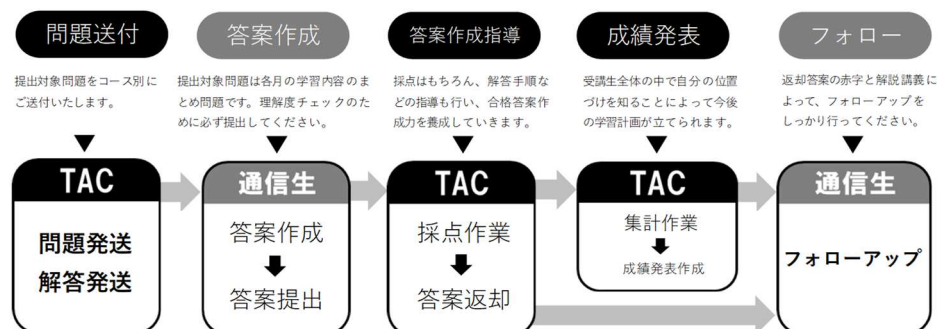 問題送付
提出対象問題をコース別に
ご送付いたします。
TAC
問題発送
解答発送
答案作成
提出対象問題は各月の学習内容のま
とめ問題です。理解度チェックのた
めに必ず提出してください。
通信生
答案作成
答案提出
答案作成指導
採点はもちろん、解答手順な
どの指導も行い、合格答案作
成力を養成していきます。
TAC
採点作業
答案返却
成績発表
受講生全体の中で自分の位置
づけを知ることによって今後
の学習計画が立てられます。
TAC
集計作業
成績発表作成
フォロー
返却答案の赤字と解説講義に
よって、フォローアップを
しっかり行ってください。
通信生
フォローアップ